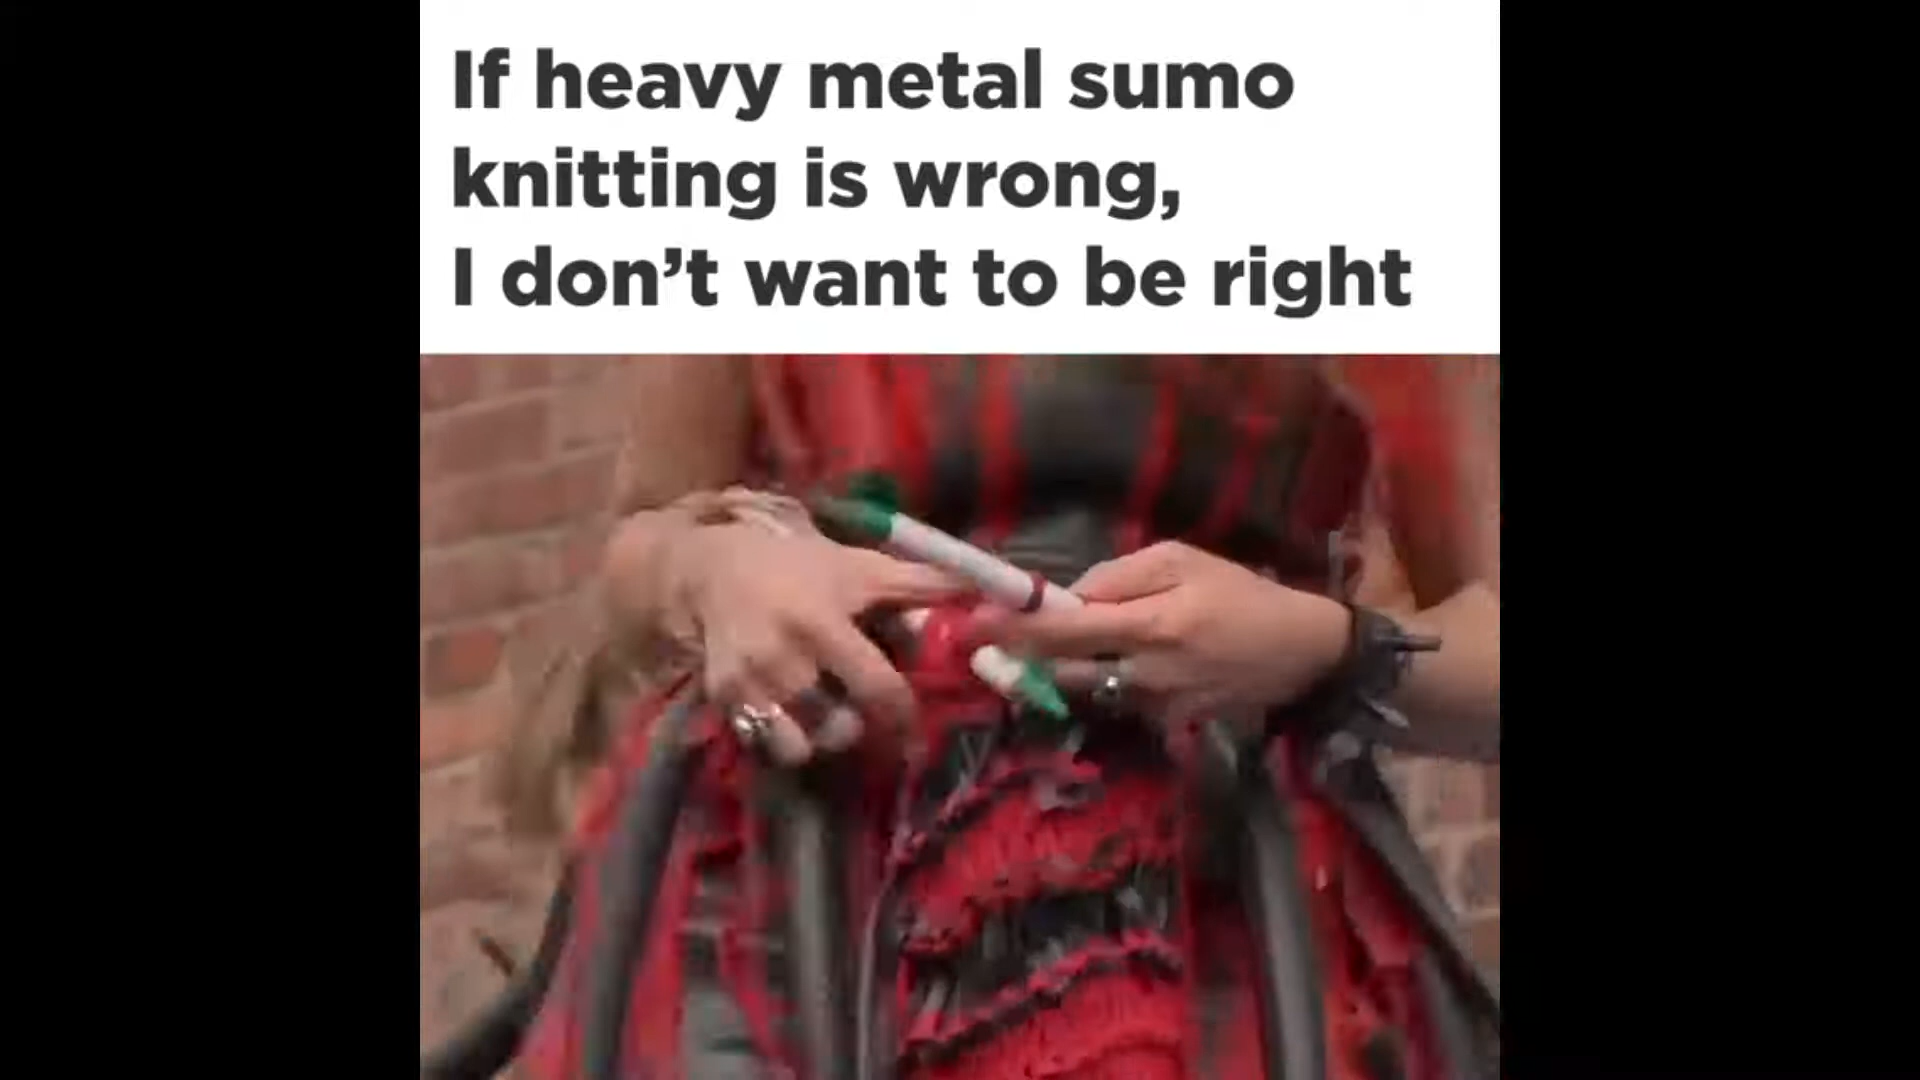 If heavy metal sumo
knitting is wrong,
I don’t want to be right